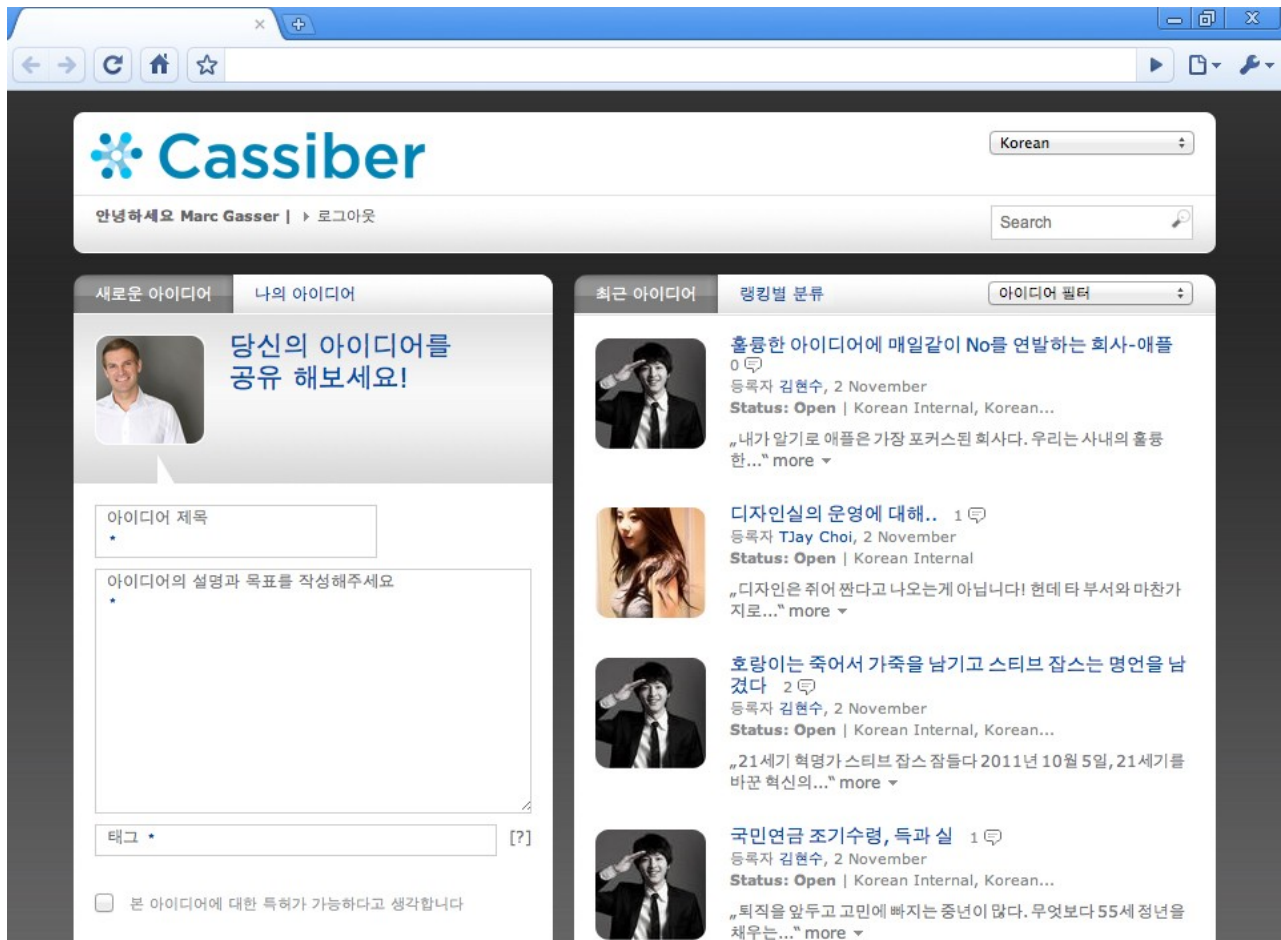 Cassiber
Korean
안녕하세요 Marc Gasser | 로그아웃
Search
새로운 아이디어
나의 아이디어
당신의 아이디어를
공유 해보세요!
아이디어 제목
*
아이디어의 설명과 목표를 작성해주세요
*
태그 *
[?]
본 아이디어에 대한 특허가 가능하다고 생각합니다
최근 아이디어
랭킹별 분류
아이디어 필터
훌륭한 아이디어에 매일같이 No를 연발하는 회사-애플
0
등록자 김현수, 2 November
Status: Open | Korean Internal, Korean...
„내가 알기로 애플은 가장 포커스된 회사다. 우리는 사내의 훌륭
한...“ more
디자인실의 운영에 대해.. 1
등록자 TJay Choi, 2 November
Status: Open | Korean Internal
„디자인은 쥐어 짠다고 나오는게 아닙니다! 헌데 타 부서와 마찬가
지로...“ more
호랑이는 죽어서 가죽을 남기고 스티브 잡스는 명언을 남
겼다 2
등록자 김현수, 2 November
Status: Open | Korean Internal, Korean...
„21세기 혁명가 스티브 잡스 잠들다 2011년 10월 5일, 21세기를
바꾼 혁신의...“ more
국민연금 조기수령, 득과 실 1
등록자 김현수, 2 November
Status: Open | Korean Internal, Korean...
„퇴직을 앞두고 고민에 빠지는 중년이 많다. 무엇보다 55세 정년을
채우는...“ more